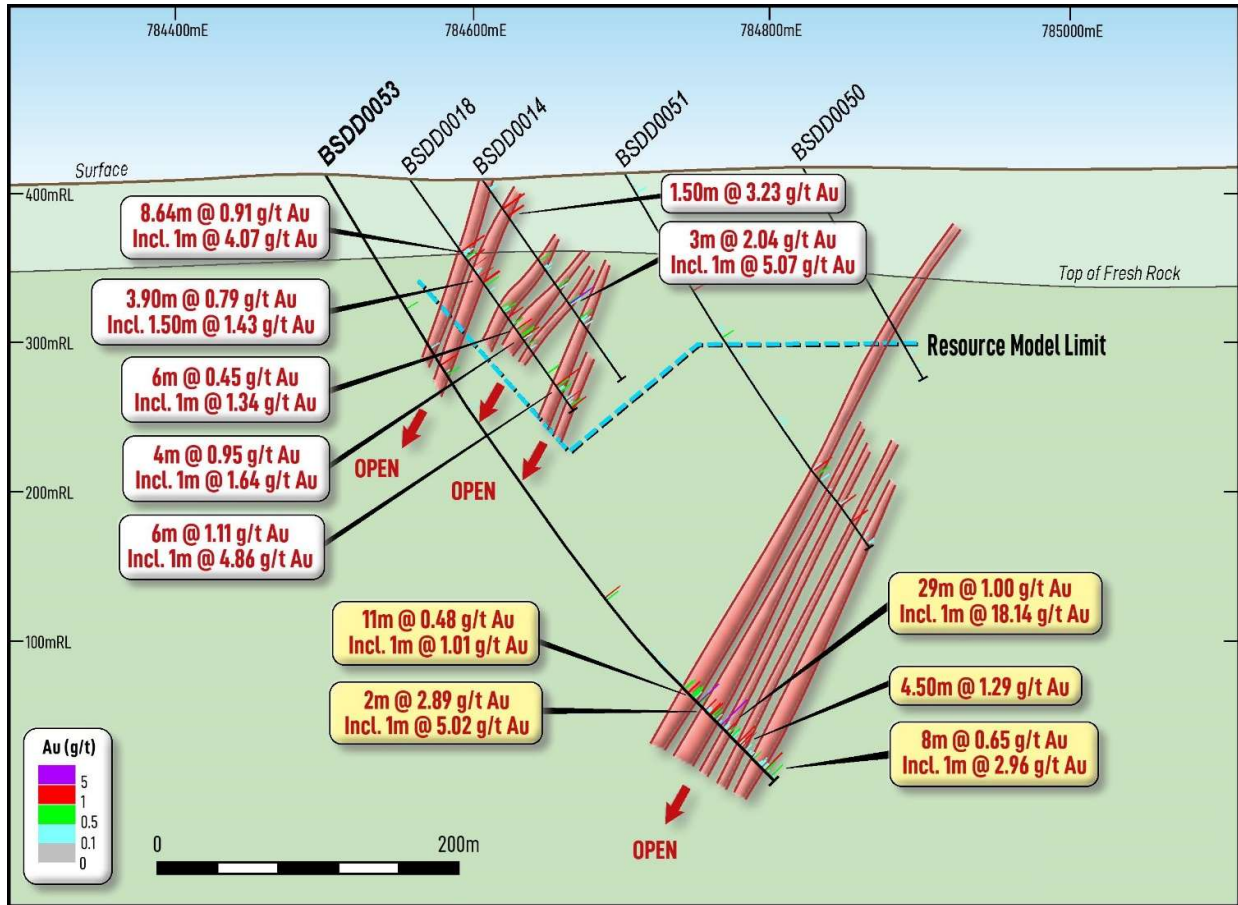 784400mE
784600mE
784800mE
785000mE
BSDD0053
BSDD0018
BSDD0014
BSDD0051
BSDD0050
Surface
400mRL
8.64m @ 0.91 g/t Au
Incl. 1m @ 4.07 g/t Au
1.50m @ 3.23 g/t Au
3m @ 2.04 g/t Au
Incl. 1m @ 5.07 g/t Au
Top of Fresh Rock
3.90m @ 0.79 g/t Au
Incl. 1.50m @ 1.43 g/t Au
300mRL
Resource Model Limit
6m @ 0.45 g/t Au
Incl. 1m @ 1.34 g/t Au
4m @ 0.95 g/t Au
Incl. 1m @ 1.64 g/t Au
OPEN
OPEN
200mRL
6m @ 1.11 g/t Au
Incl. 1m @ 4.86 g/t Au
100mRL
11m @ 0.48 g/t Au
Incl. 1m @ 1.01 g/t Au
29m @ 1.00 g/t Au
Incl. 1m @ 18.14 g/t Au
2m @ 2.89 g/t Au
Incl. 1m @ 5.02 g/t Au
4.50m @ 1.29 g/t Au
8m @ 0.65 g/t Au
Incl. 1m @ 2.96 g/t Au
OPEN
Au (g/t)
5
1
0.5
0.1
0
0
200m